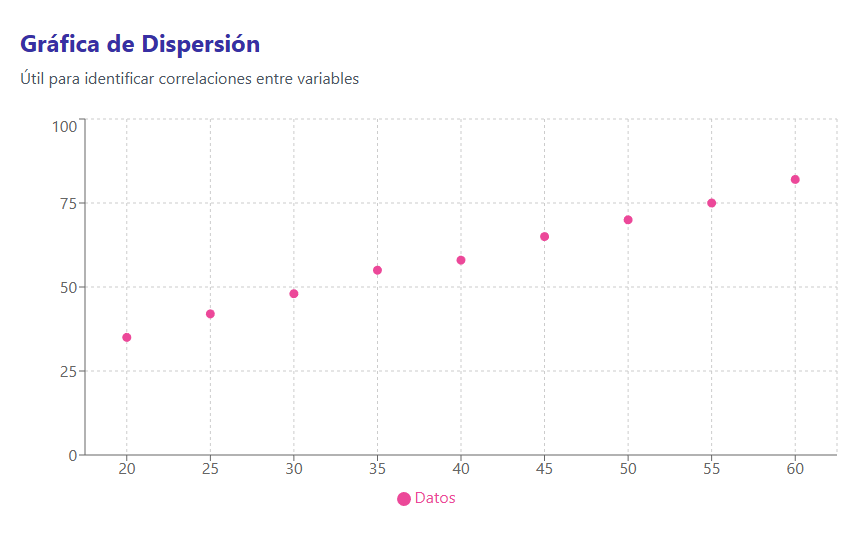 Gráfica de Dispersión
Útil para identificar correlaciones entre variables
100
75
50
25
0
20 25 30 35 40 45 50 55 60
Datos